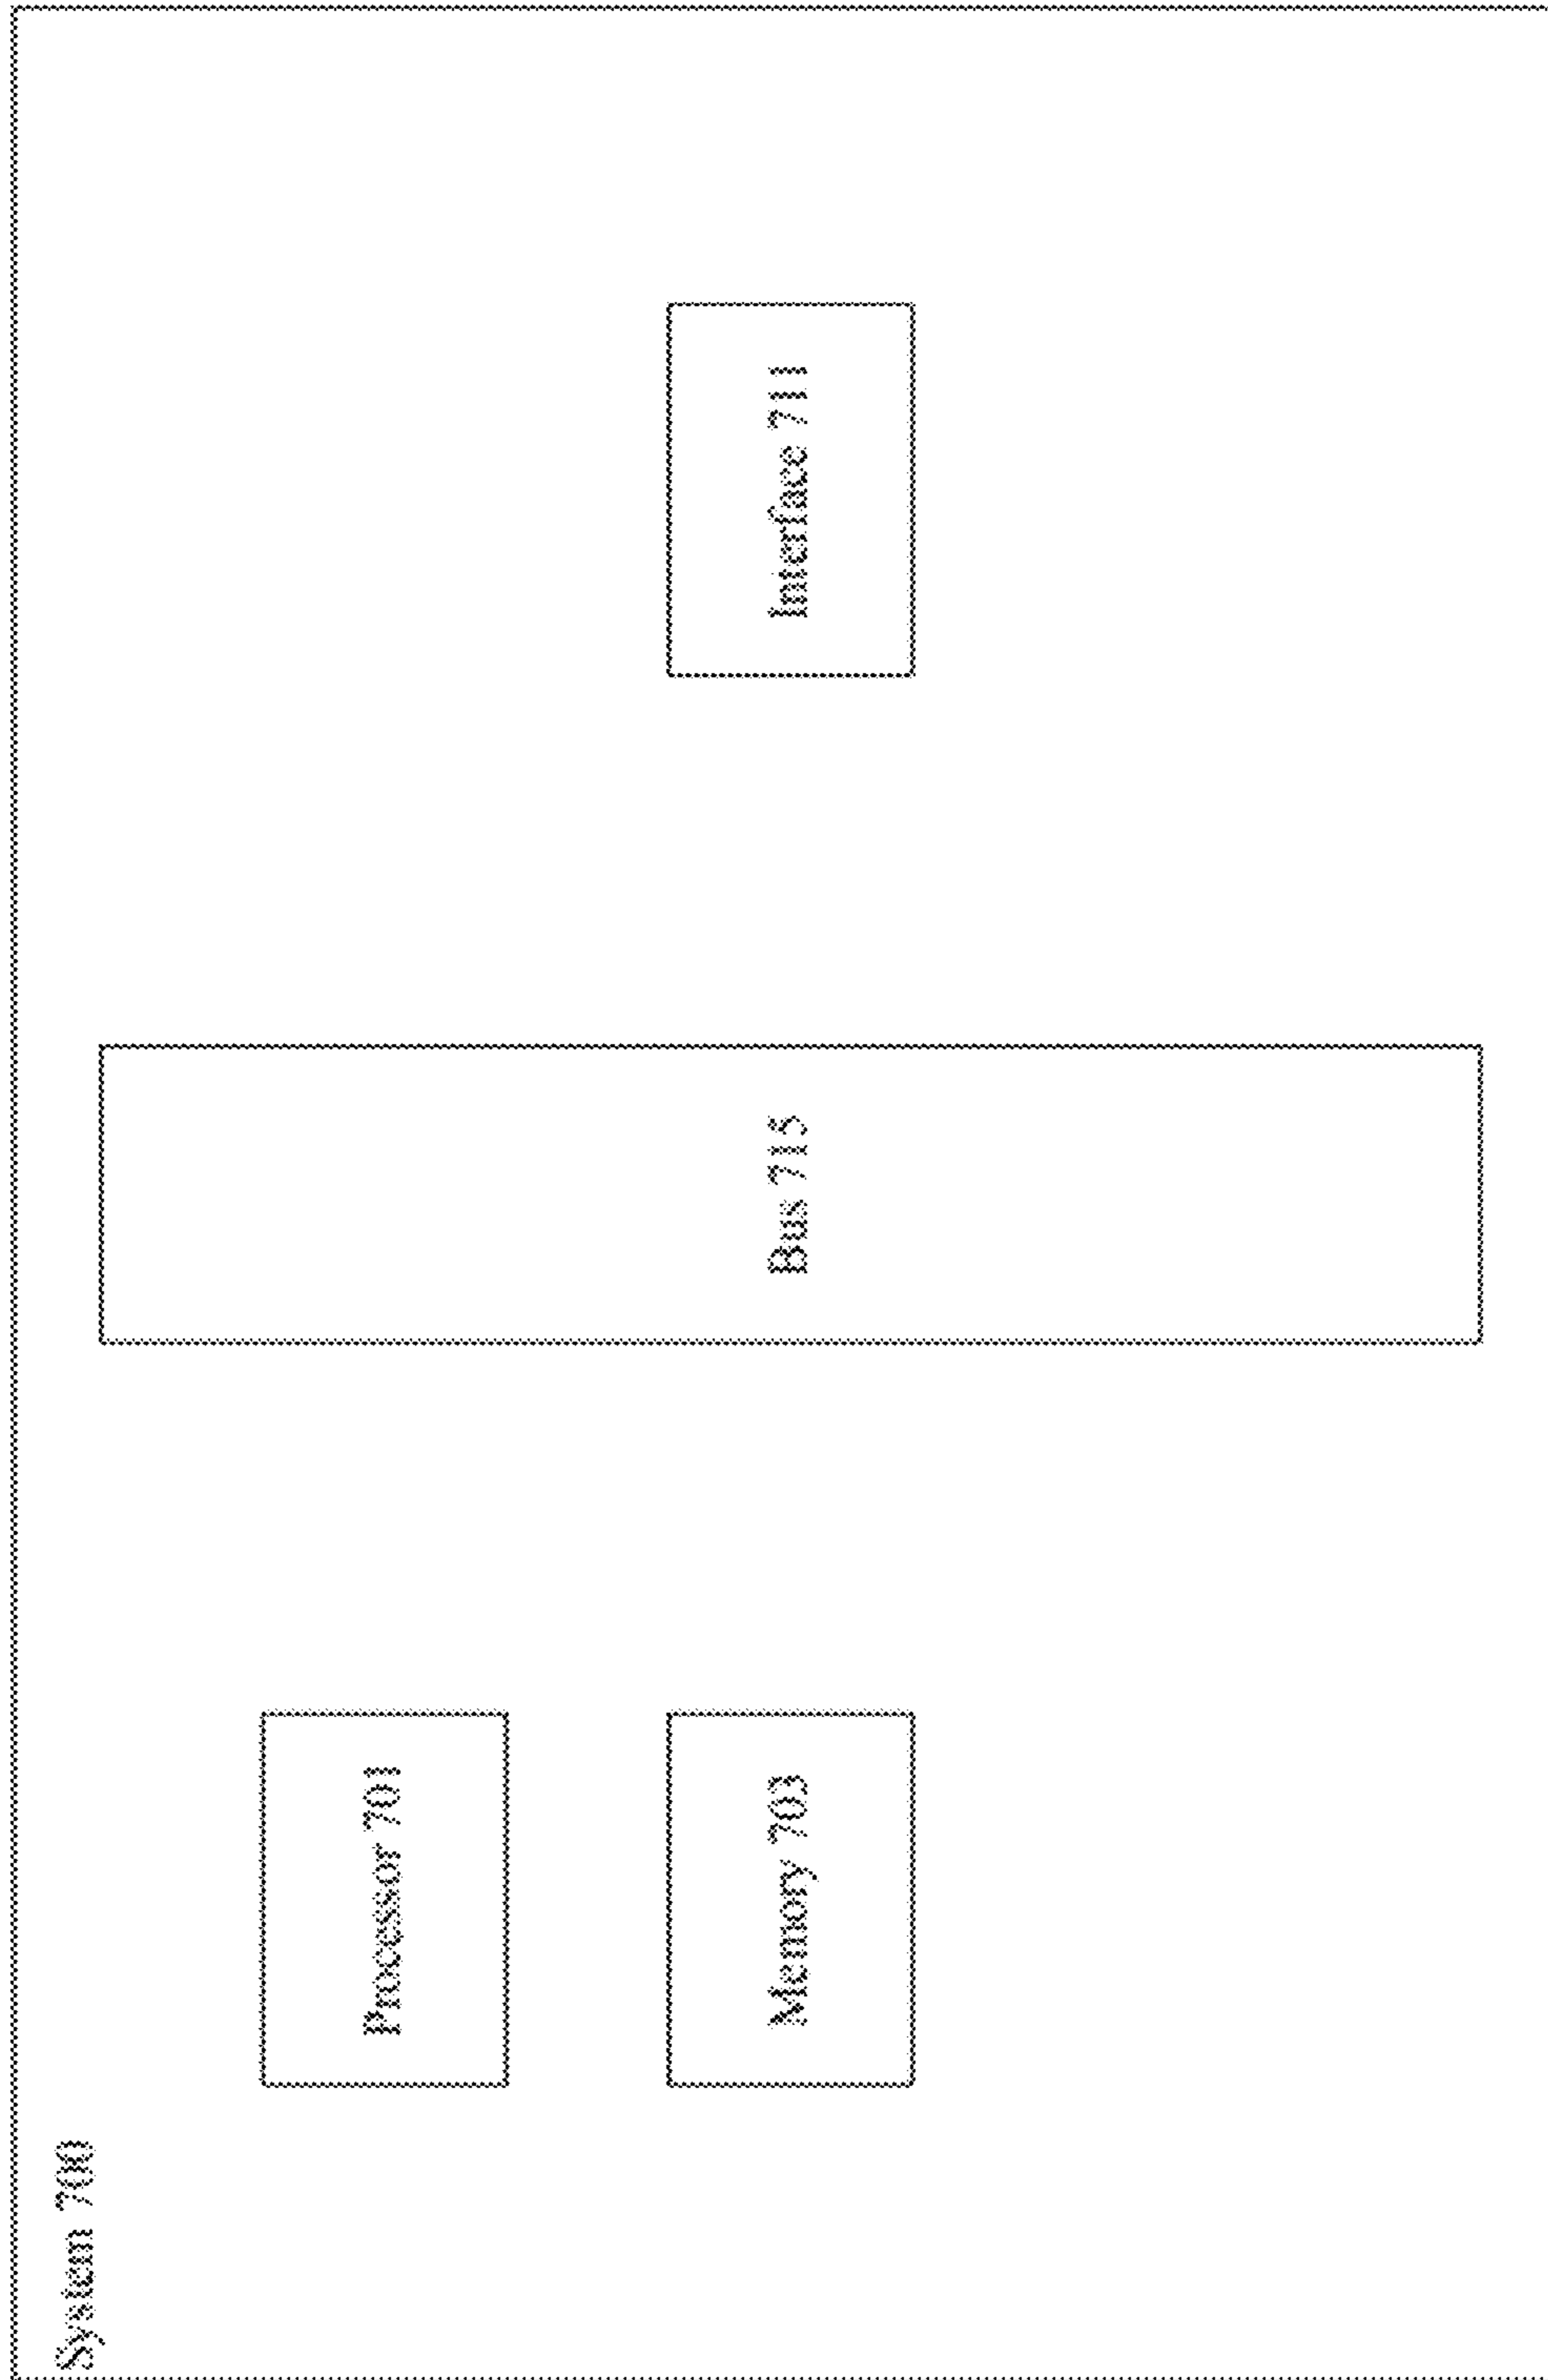 System 700
Processor 701
Memory 703
Bus 715
Interface 711